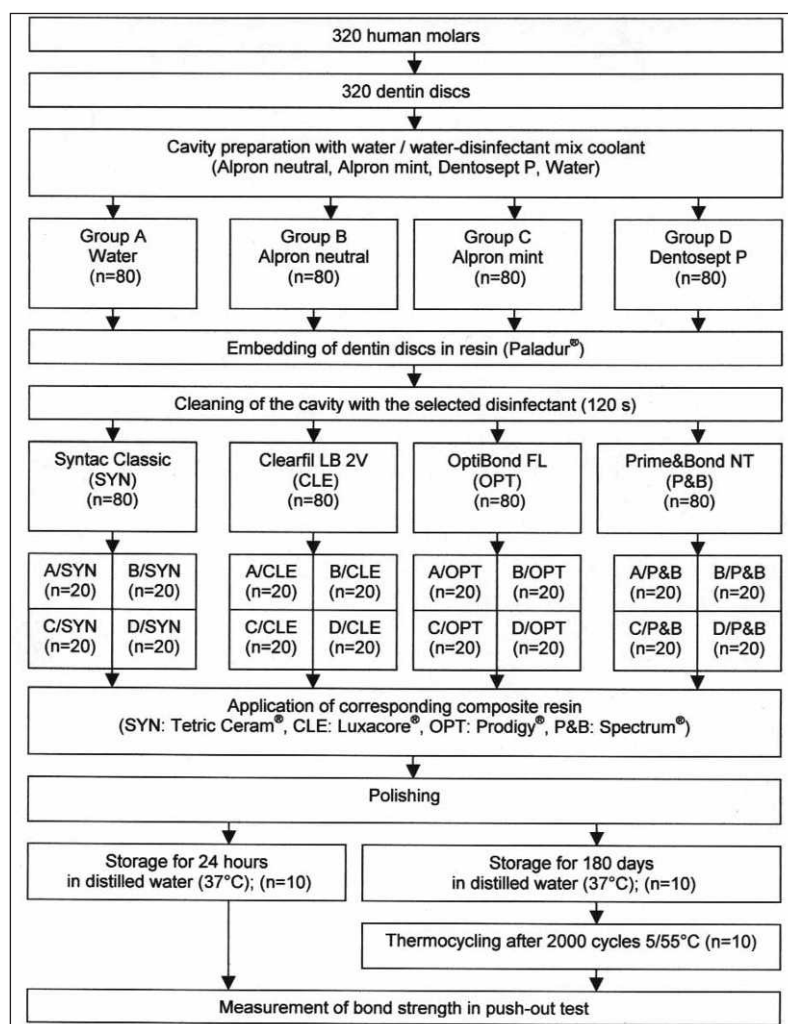 320 human molars
320 dentin discs
Cavity preparation with water / water-disinfectant mix coolant
(Alpron neutral, Alpron mint, Dentosept P, Water)
Group A
Water
(n=80)
Group B
Alpron neutral
(n=80)
Group C
Alpron mint
(n=80)
Group D
Dentosept P
(n=80)
Embedding of dentin discs in resin (Paladur®)
Cleaning of the cavity with the selected disinfectant (120 s)
Syntac Classic
(SYN)
(n=80)
Clearfil LB 2V
(CLE)
(n=80)
OptiBond FL
(OPT)
(n=80)
Prime&Bond NT
(P&B)
(n=80)
A/SYN
(n=20)
B/SYN
(n=20)
C/SYN
(n=20)
D/SYN
(n=20)
A/CLE
(n=20)
B/CLE
(n=20)
C/CLE
(n=20)
D/CLE
(n=20)
A/OPT
(n=20)
B/OPT
(n=20)
C/OPT
(n=20)
D/OPT
(n=20)
A/P&B
(n=20)
B/P&B
(n=20)
C/P&B
(n=20)
D/P&B
(n=20)
Application of corresponding composite resin
(SYN: Tetric Ceram®, CLE: Luxacore®, OPT: Prodigy®, P&B: Spectrum®)
Polishing
Storage for 24 hours
in distilled water (37°C); (n=10)
Storage for 180 days
in distilled water (37°C); (n=10)
Thermocycling after 2000 cycles 5/55°C (n=10)
Measurement of bond strength in push-out test